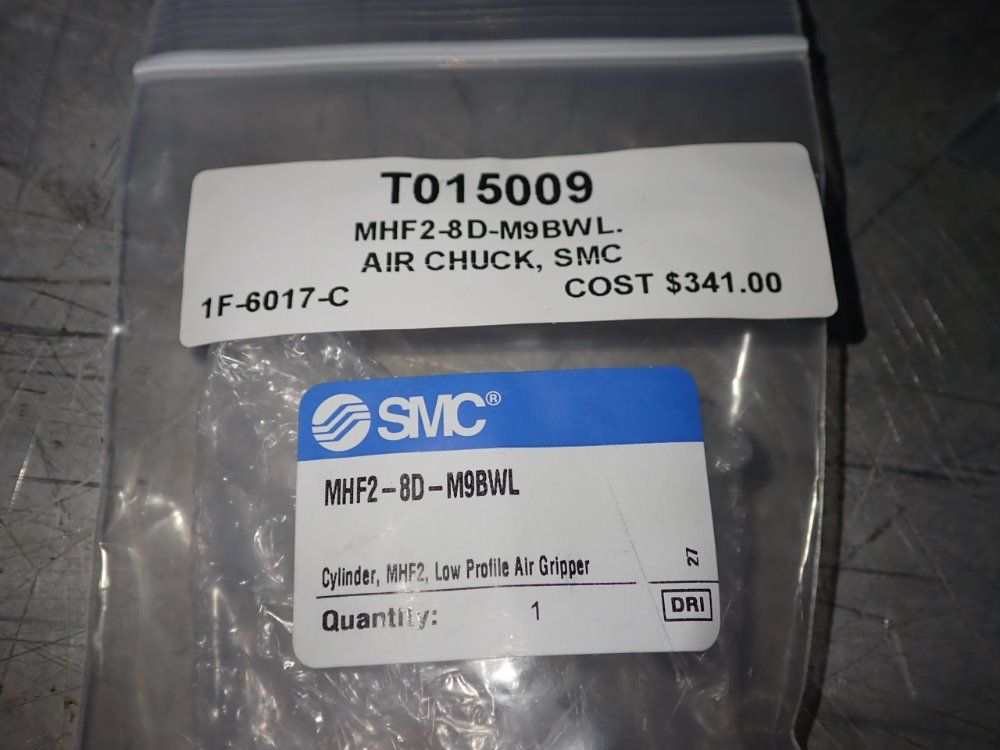 T015009
MHF2-8D-M9BWL.
AIR CHUCK, SMC
1F-6017-C COST $341.00
SMC®
MHF2-8D-M9BWL
Cylinder, MHF2, Low Profile Air Gripper
27
Quantity: 1
DRI